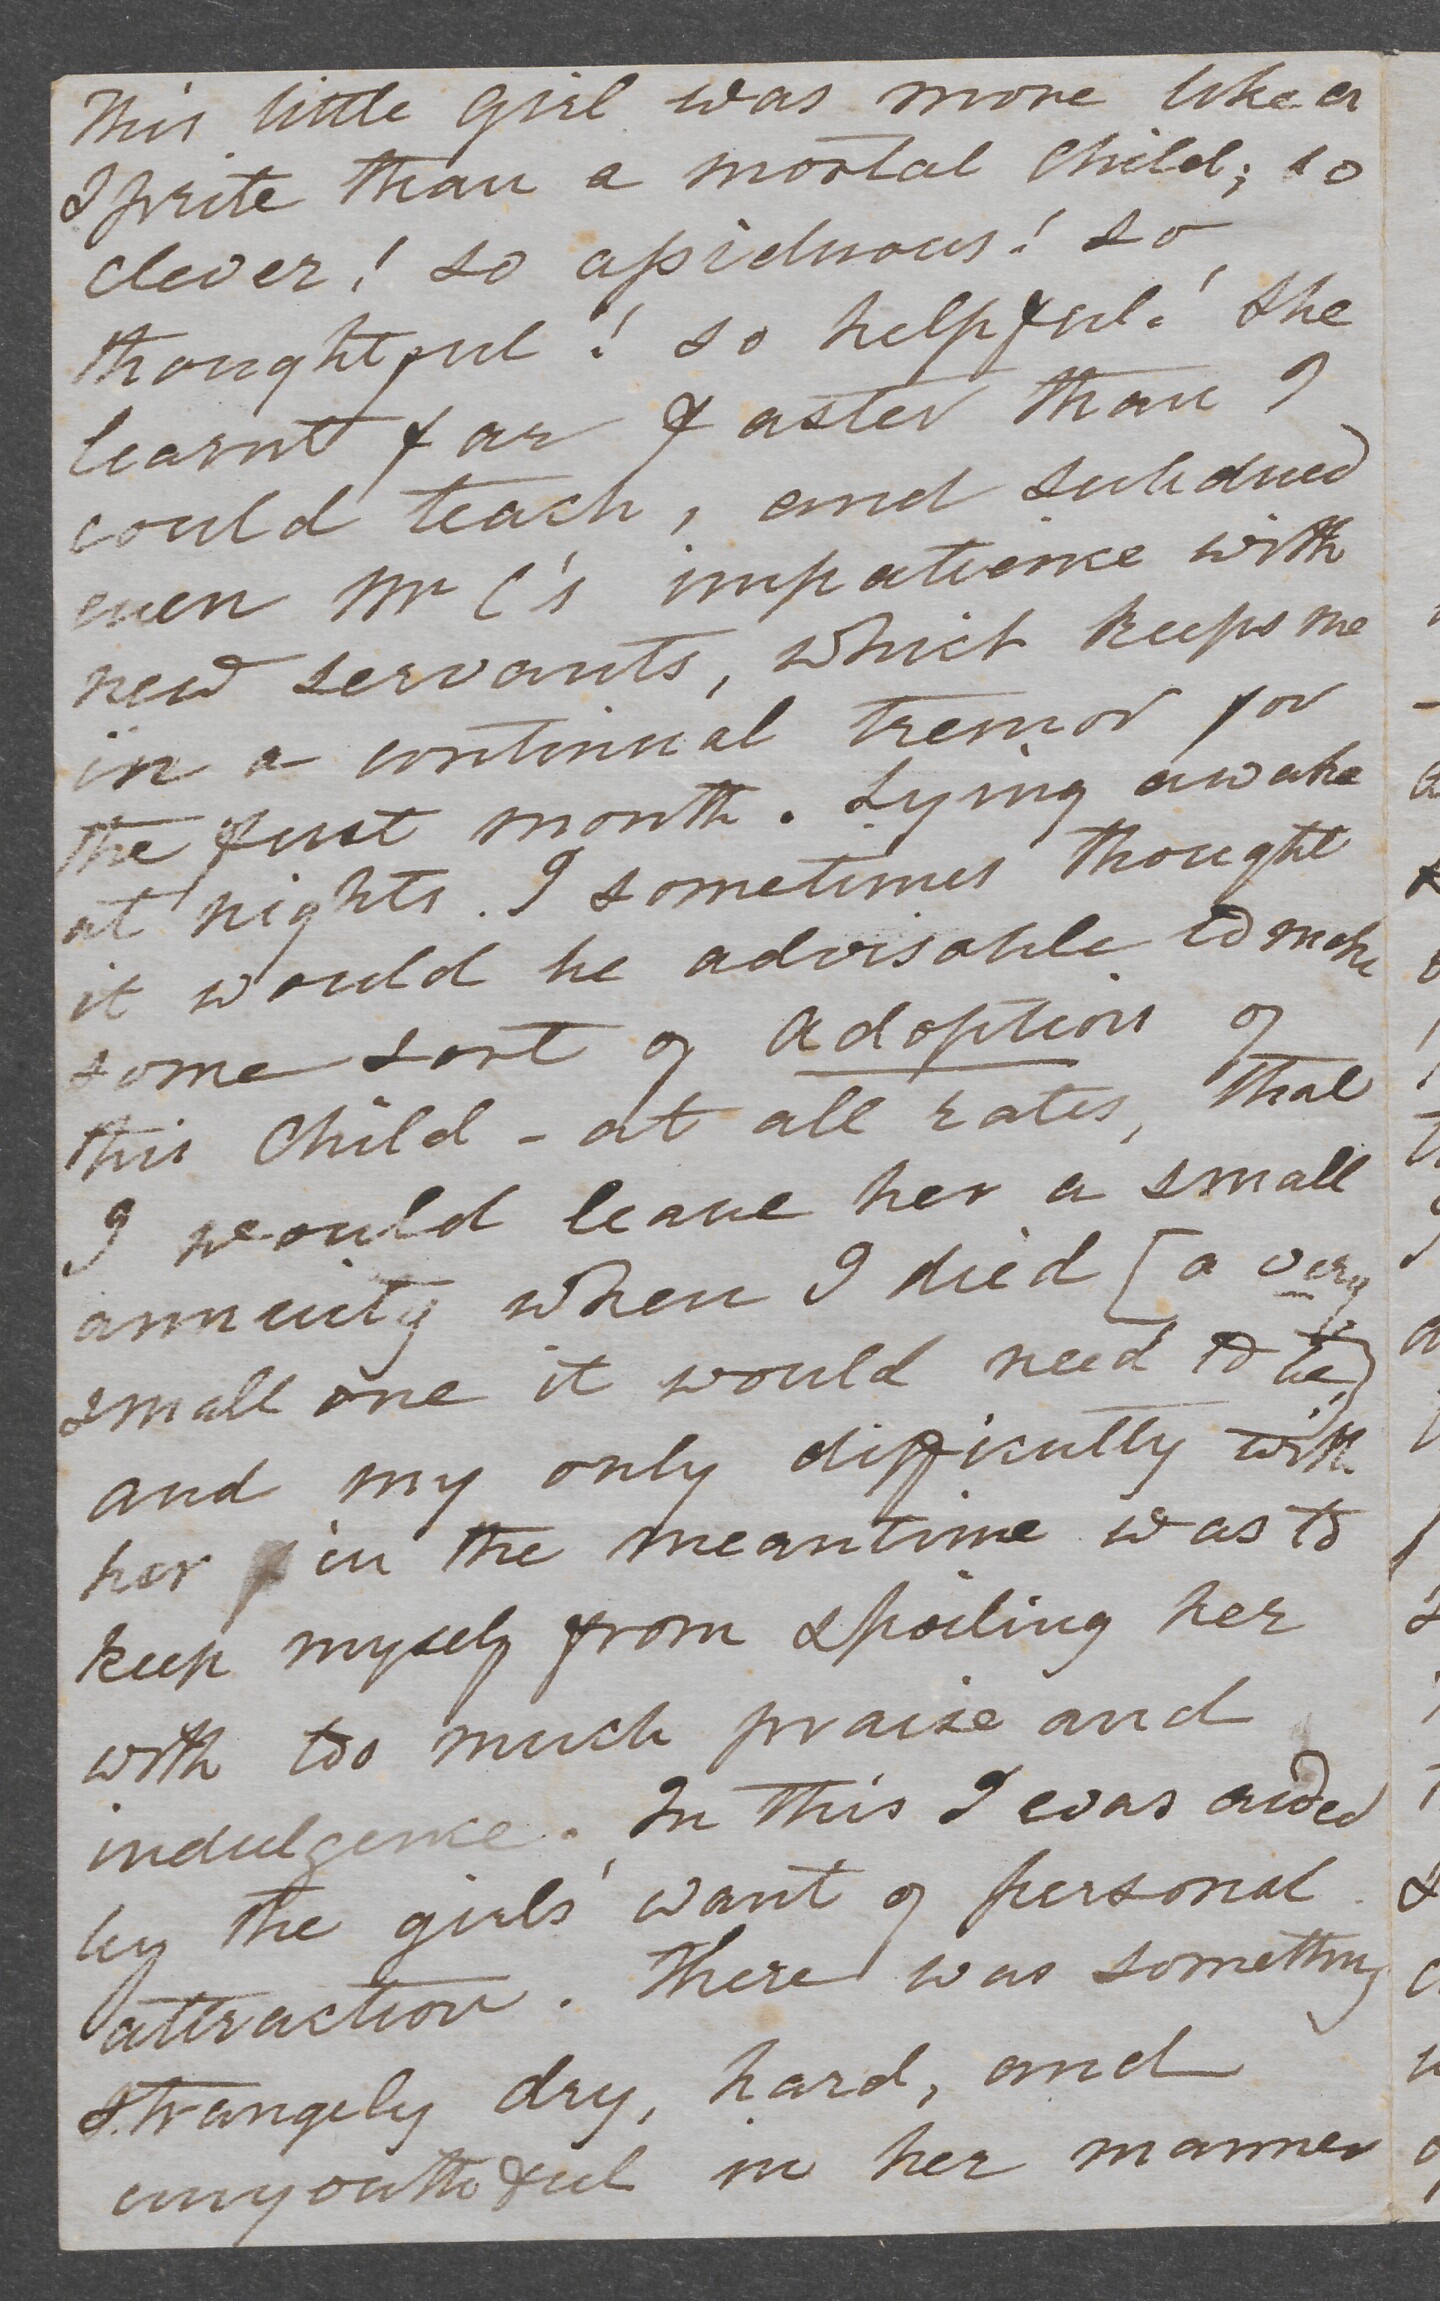 This little girl was more like a
Sprite than a mortal child; so
clever! so assiduous! so
thoughtful! so helpful! She
learnt far faster than I
could teach, and subdued
even Mr C's impatience with
new servants, which keeps me
in a continual tremor for
the first month. Lying awake
at nights. I sometimes thought
it would be advisable to make
some sort of adoption of
this Child - at all rates, that
I would leave her a small
annuity when I died [a very
small one it would need to be)
and my only difficulty with
her in the meantime was to
keep myself from spoiling her
with too much praise and
indulgence. In this I was aided
by the girls' want of personal
attraction. There was something
strangely dry, hard, and
unyouthful in her manner